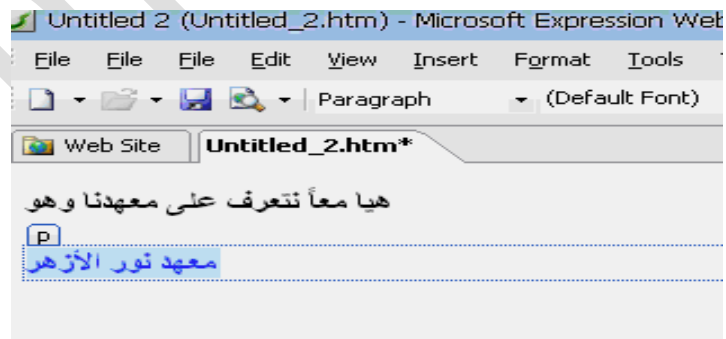 Untitled 2 (Untitled_2.htm) - Microsoft Expression Web
File File File Edit View Insert Format Tools
Paragraph (Default Font)
Web Site Untitled_2.htm*
هيا معاً نتعرف على معهدنا وهو
P
معهد نور الأزهر